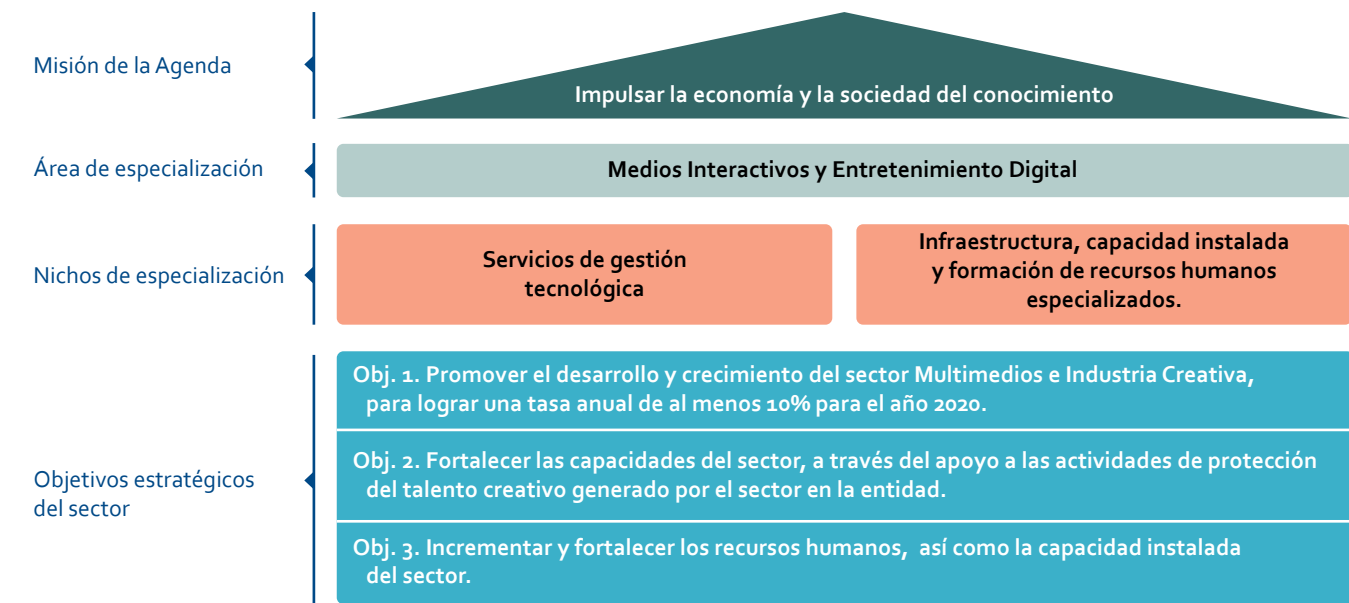 Misión de la Agenda
Impulsar la economía y la sociedad del conocimiento
Área de especialización
Medios Interactivos y Entretenimiento Digital
Nichos de especialización
Servicios de gestión
tecnológica
Infraestructura, capacidad instalada
y formación de recursos humanos
especializados.
Objetivos estratégicos
del sector
Obj. 1. Promover el desarrollo y crecimiento del sector Multimedios e Industria Creativa,
para lograr una tasa anual de al menos 10% para el año 2020.
Obj. 2. Fortalecer las capacidades del sector, a través del apoyo a las actividades de protección
del talento creativo generado por el sector en la entidad.
Obj. 3. Incrementar y fortalecer los recursos humanos, así como la capacidad instalada
del sector.